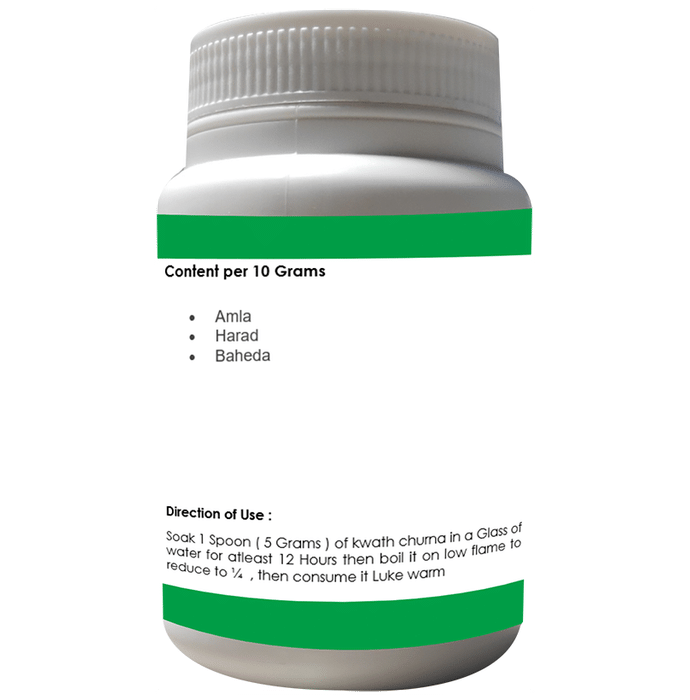 Content per 10 Grams
• Amla
• Harad
• Baheda
Direction of Use :
Soak 1 Spoon ( 5 Grams ) of kwath churna in a Glass of
water for atleast 12 Hours then boil it on low flame to
reduce to ¼ , then consume it Luke warm